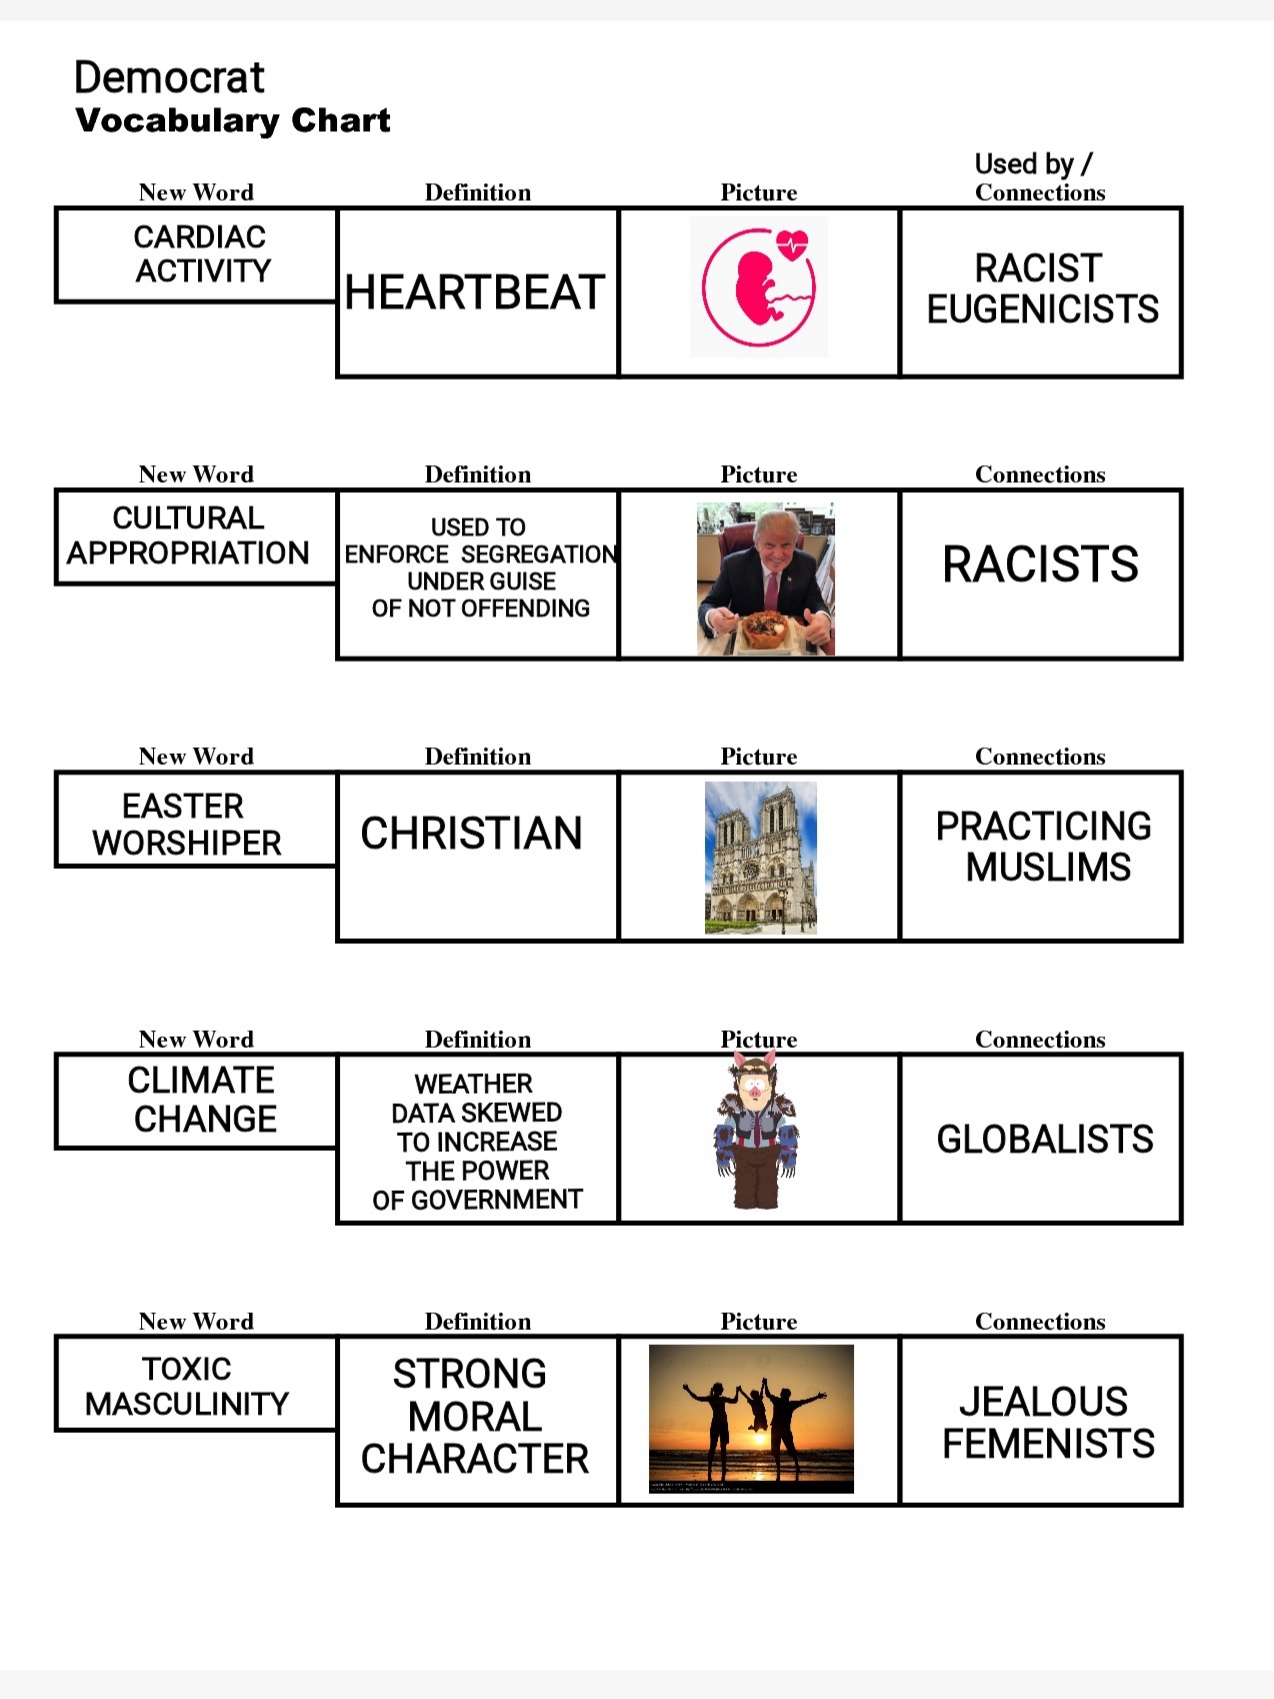 Democrat
Vocabulary Chart
Used by /
New Word Definition Picture Connections
CARDIAC
ACTIVITY
HEARTBEAT
RACIST
EUGENICISTS
New Word Definition Picture Connections
CULTURAL
APPROPRIATION
USED TO
ENFORCE SEGREGATION
UNDER GUISE
OF NOT OFFENDING
RACISTS
New Word Definition Picture Connections
EASTER
WORSHIPER
CHRISTIAN
PRACTICING
MUSLIMS
New Word Definition Picture Connections
CLIMATE
CHANGE
WEATHER
DATA SKEWED
TO INCREASE
THE POWER
OF GOVERNMENT
GLOBALISTS
New Word Definition Picture Connections
TOXIC
MASCULINITY
STRONG
MORAL
CHARACTER
JEALOUS
FEMENISTS